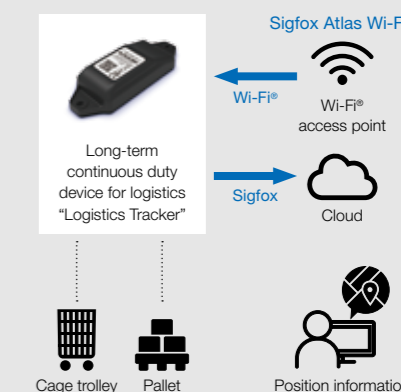 Sigfox Atlas Wi-F
Wi-Fi®
Wi-Fi®
access point
Long-term
continuous duty
device for logistics
“Logistics Tracker”
Sigfox
Cloud
Cage trolley
Pallet
Position informatio